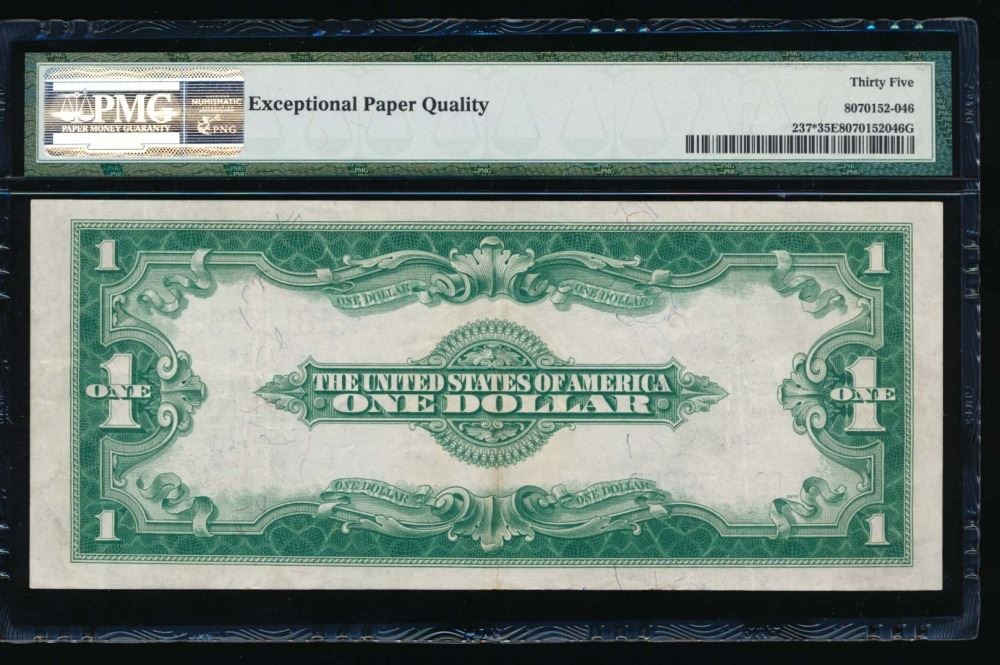 PMG
PAPER MONEY GUARANTY
NUMISMATIC
PNG
Exceptional Paper Quality
Thirty Five
8070152-046
237*35E8070152046G
1
1
ONE DOLLAR
ONE DOLLAR
1
ONE
THE UNITED STATES OF AMERICA
ONE DOLLAR
1
ONE
ONE DOLLAR
ONE DOLLAR
1
1